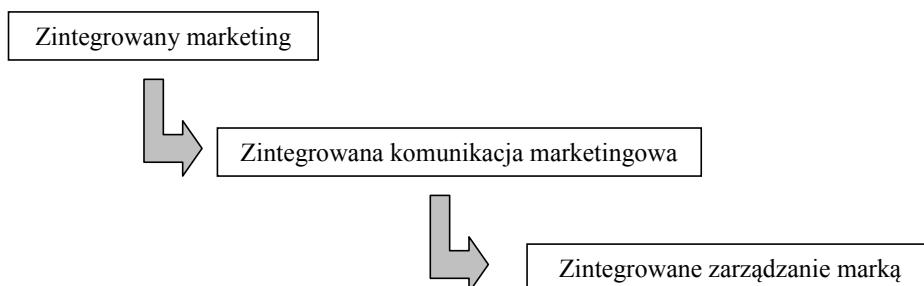 Zintegrowany marketing
Zintegrowana komunikacja marketingowa
Zintegrowane zarządzanie marką